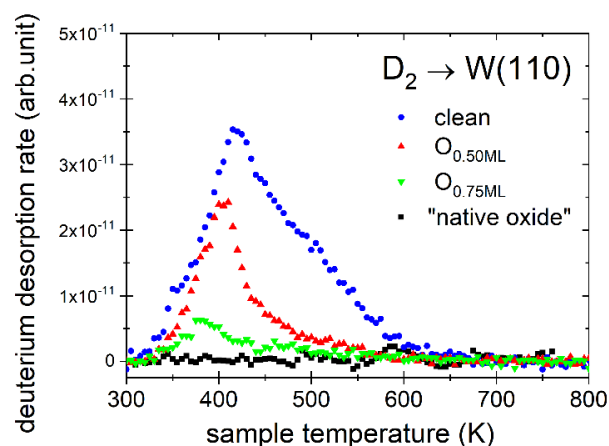 5x10-11
4x10-11
3x10-11
2x10-11
1x10-11
0
deuterium desorption rate (arb.unit)
D2 → W(110)
clean
O0.50ML
O0.75ML
"native oxide"
300 400 500 600 700 800
sample temperature (K)